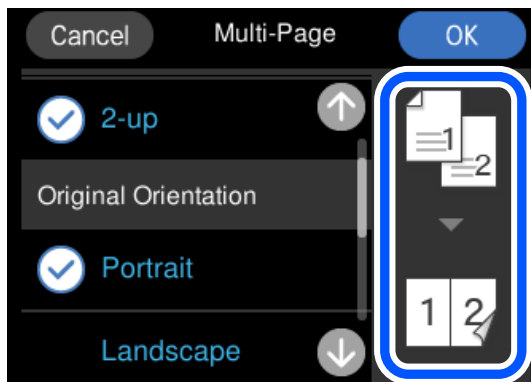 Cancel Multi-Page OK
2-up
Original Orientation
Portrait
Landscape
1
2
1 2